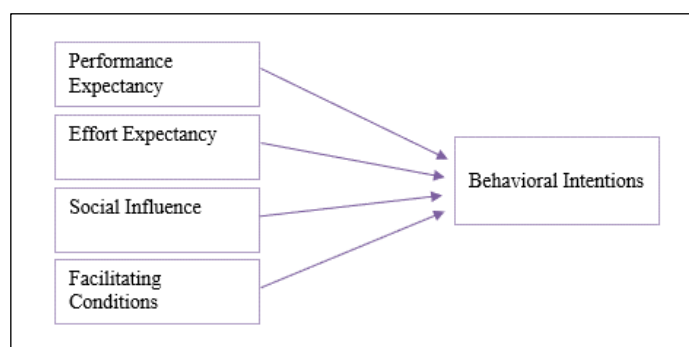 Performance
Expectancy
Effort Expectancy
Social Influence
Facilitating
Conditions
Behavioral Intentions